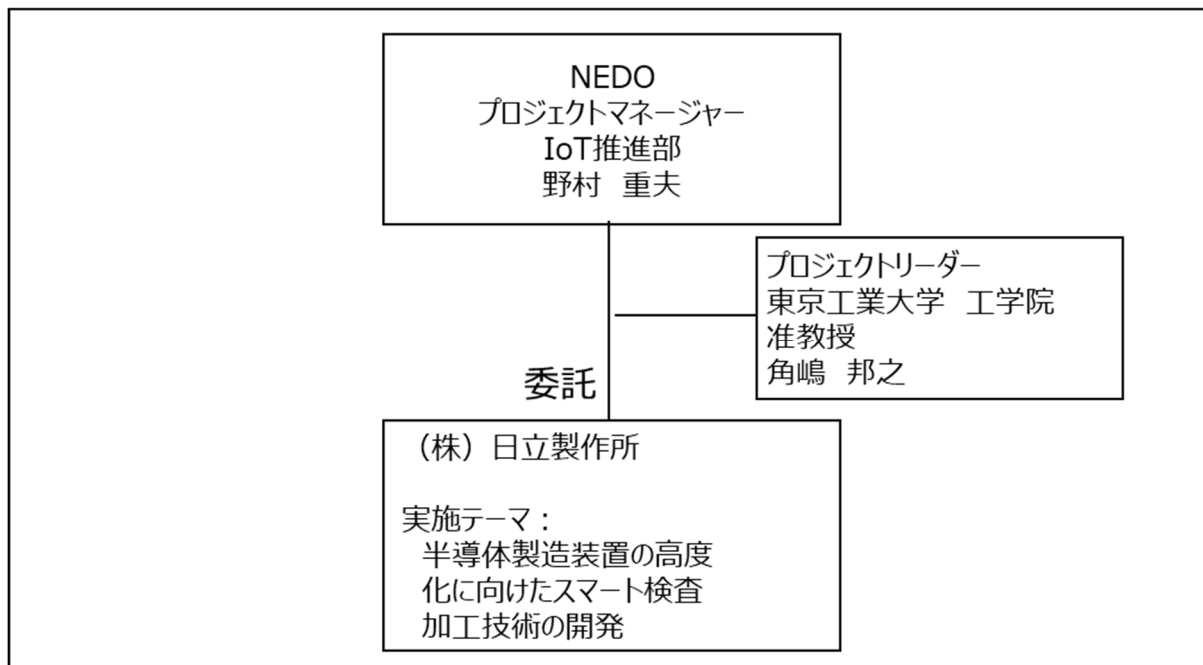 NEDO
プロジェクトマネージャー
IoT推進部
野村　重夫
プロジェクトリーダー
東京工業大学　工学院
准教授
角嶋　邦之
委託
（株）日立製作所
実施テーマ：
半導体製造装置の高度
化に向けたスマート検査
加工技術の開発